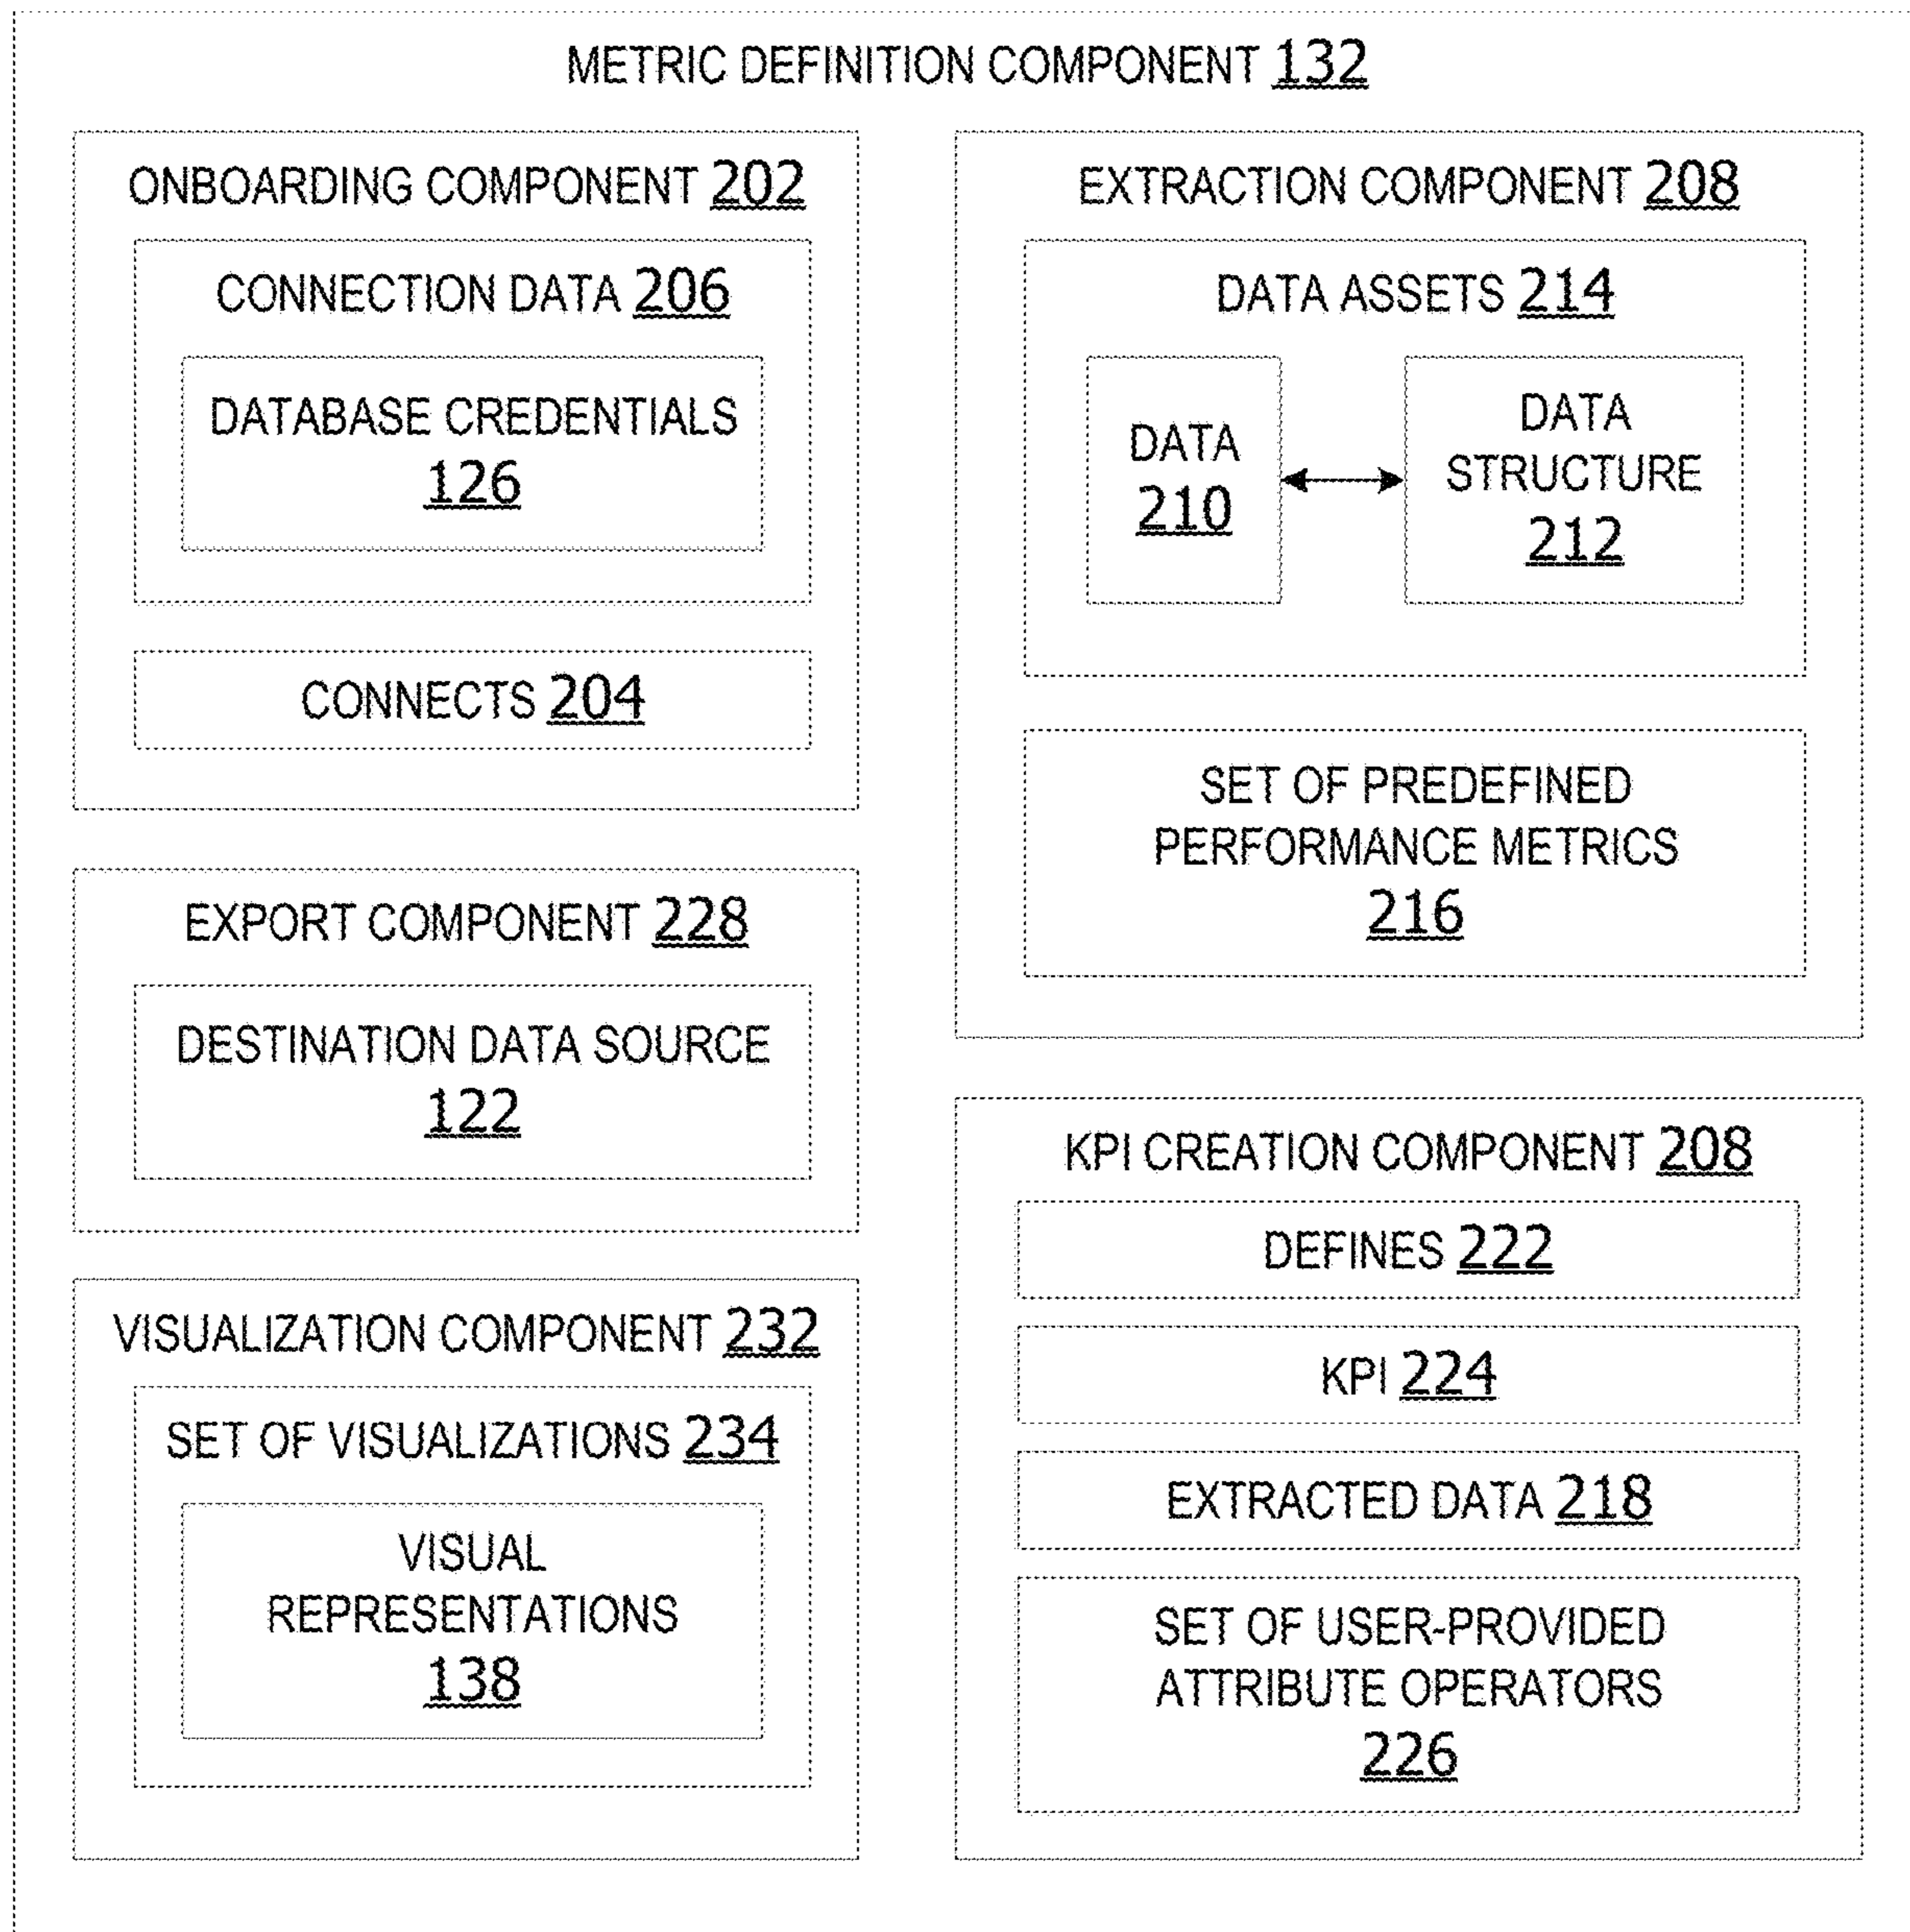 METRIC DEFINITION COMPONENT 132
ONBOARDING COMPONENT 202
CONNECTION DATA 206
DATABASE CREDENTIALS
126
CONNECTS 204
EXPORT COMPONENT 228
DESTINATION DATA SOURCE
122
VISUALIZATION COMPONENT 232
SET OF VISUALIZATIONS 234
VISUAL
REPRESENTATIONS
138
EXTRACTION COMPONENT 208
DATA ASSETS 214
DATA
210
DATA
STRUCTURE
212
SET OF PREDEFINED
PERFORMANCE METRICS
216
KPI CREATION COMPONENT 208
DEFINES 222
KPI 224
EXTRACTED DATA 218
SET OF USER-PROVIDED
ATTRIBUTE OPERATORS
226